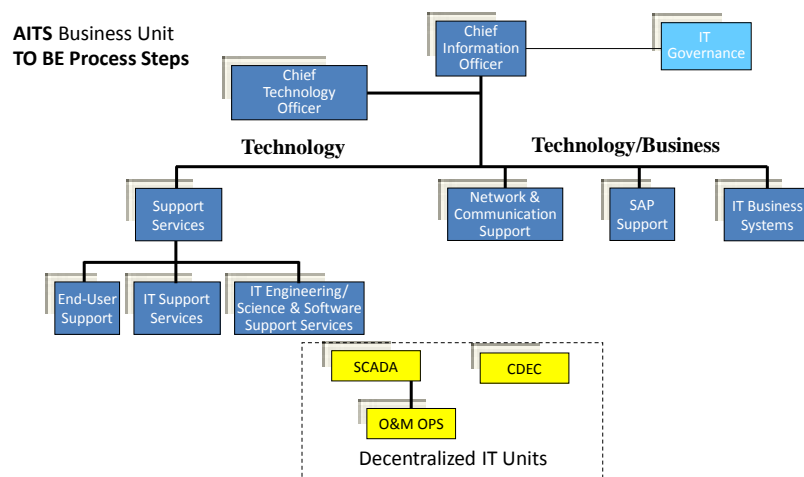 AITS Business Unit
TO BE Process Steps
Chief
Information
Officer
IT
Governance
Chief
Technology
Officer
Technology
Technology/Business
Support
Services
Network &
Communication
Support
SAP
Support
IT Business
Systems
End-User
Support
IT Support
Services
IT Engineering/
Science & Software
Support Services
SCADA
CDEC
O&M OPS
Decentralized IT Units